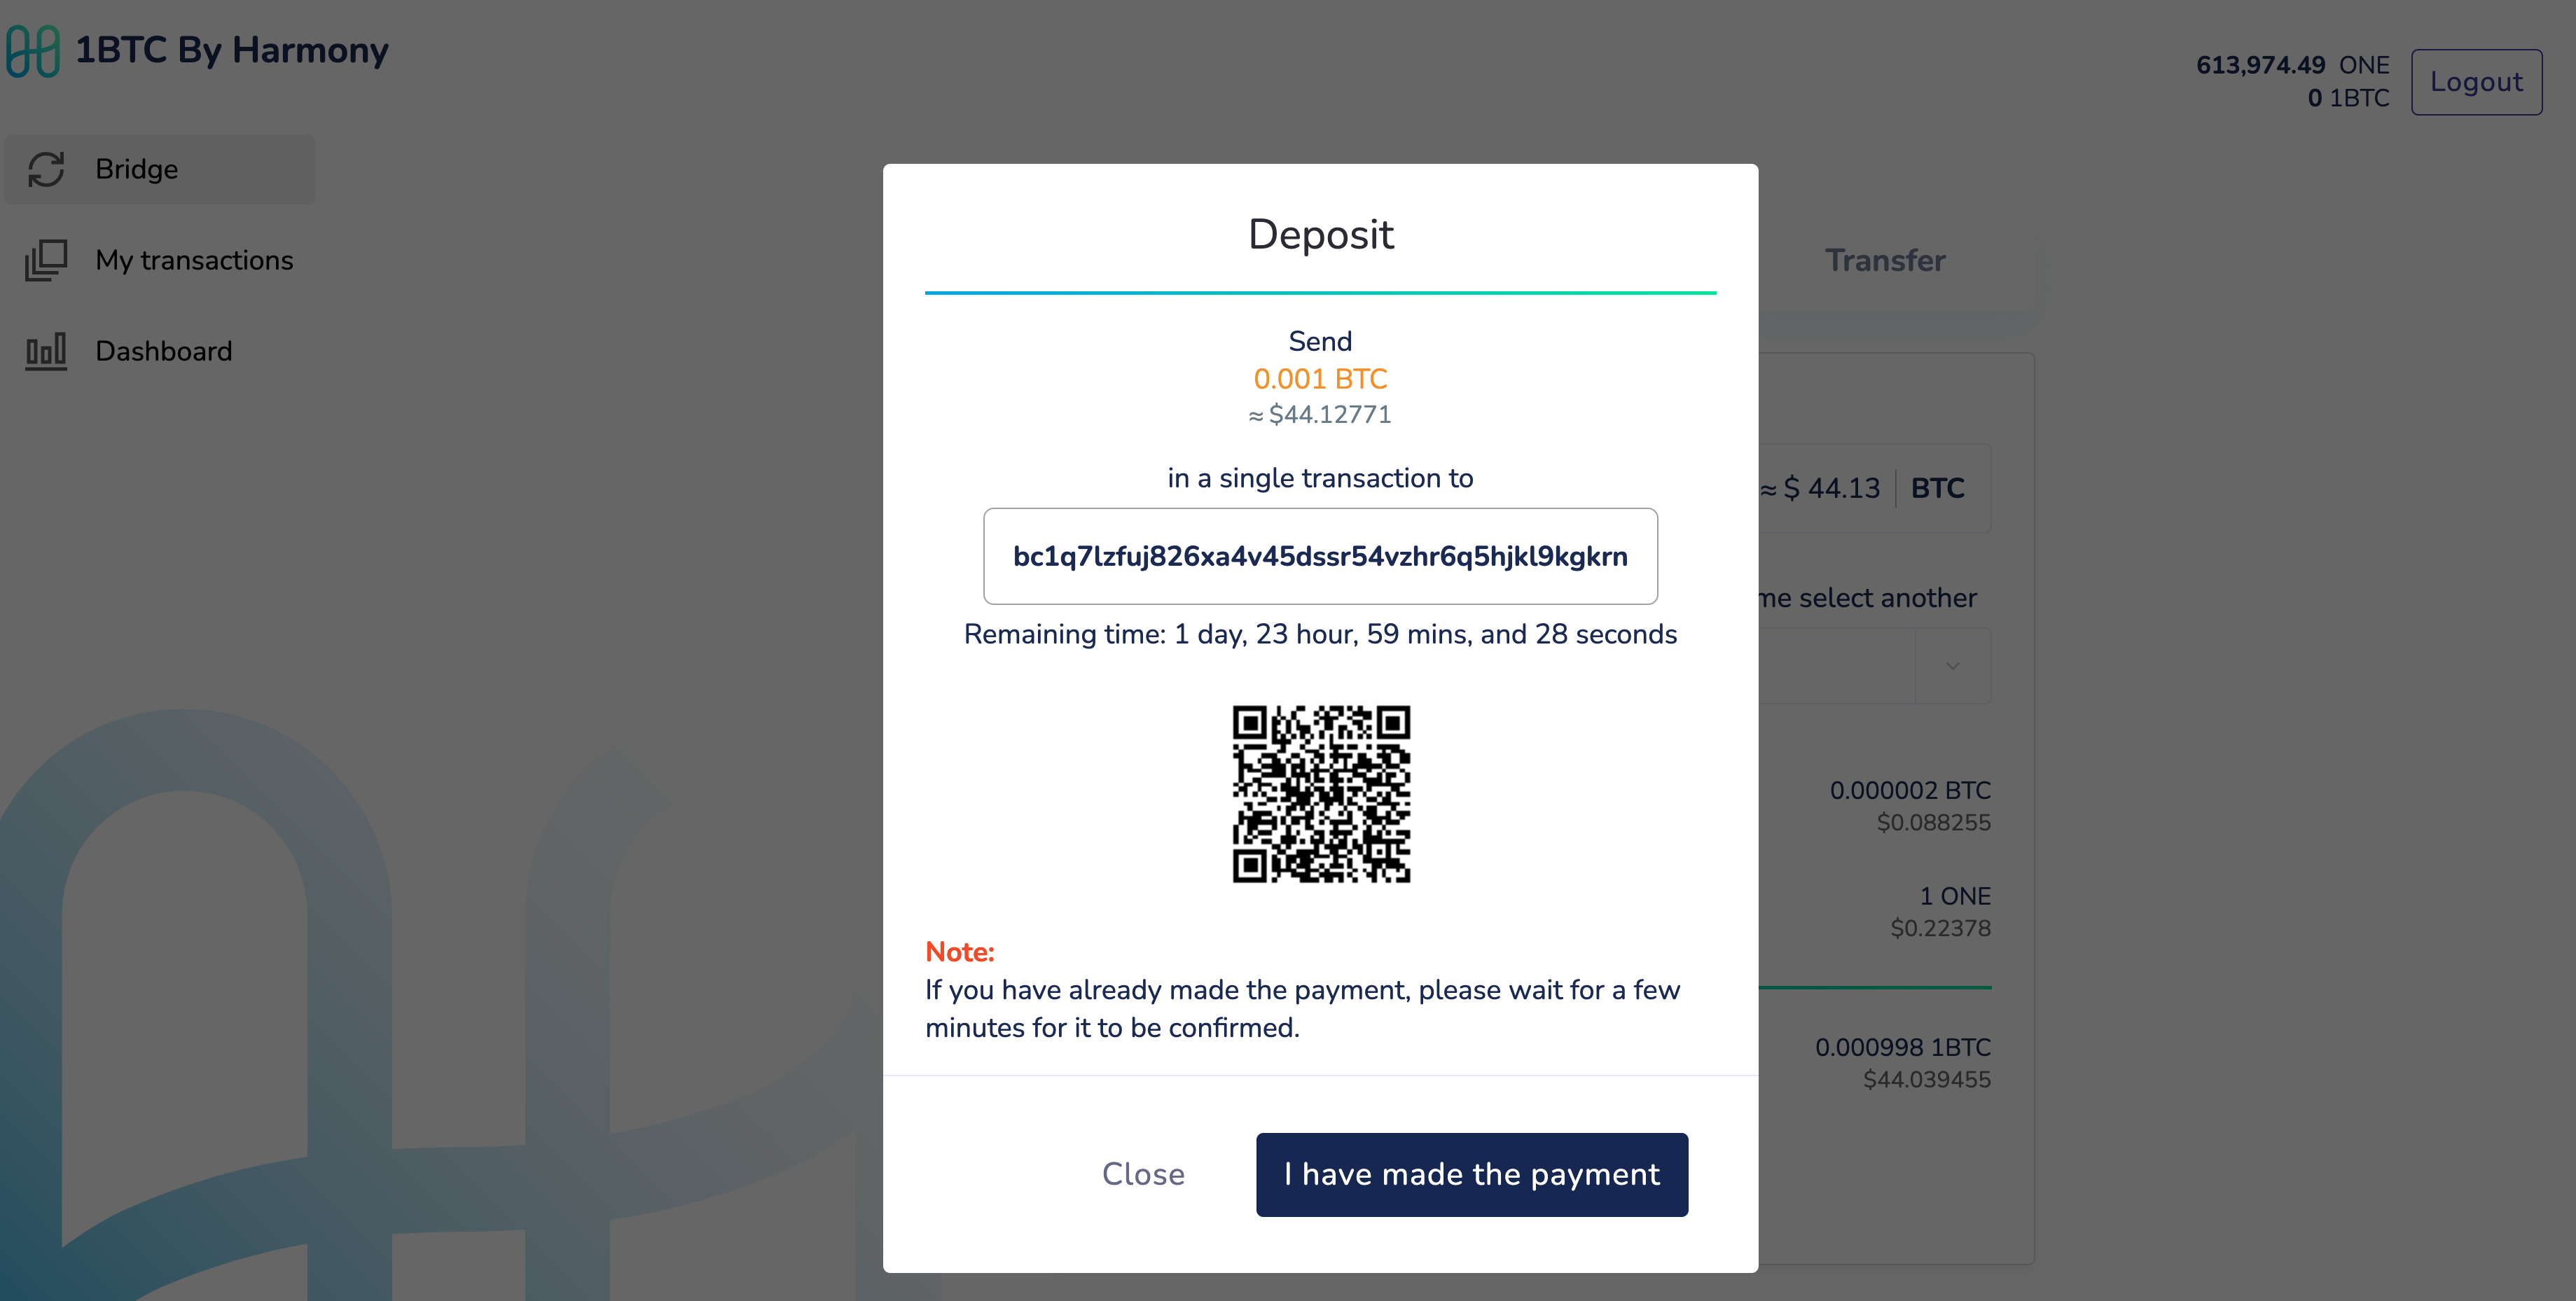 1BTC By Harmony
613,974.49 ONE
0 1BTC
Logout
Bridge
My transactions
Dashboard
Transfer
Deposit
Send
0.001 BTC
≈ $44.12771
in a single transaction to
bc1q7lzfuj826xa4v45dssr54vzhr6q5hjkl9kgkrn
Remaining time: 1 day, 23 hour, 59 mins, and 28 seconds
Note:
If you have already made the payment, please wait for a few
minutes for it to be confirmed.
Close
I have made the payment
≈ $ 44.13 BTC
me select another
0.000002 BTC
$0.088255
1 ONE
$0.22378
0.000998 1BTC
$44.039455